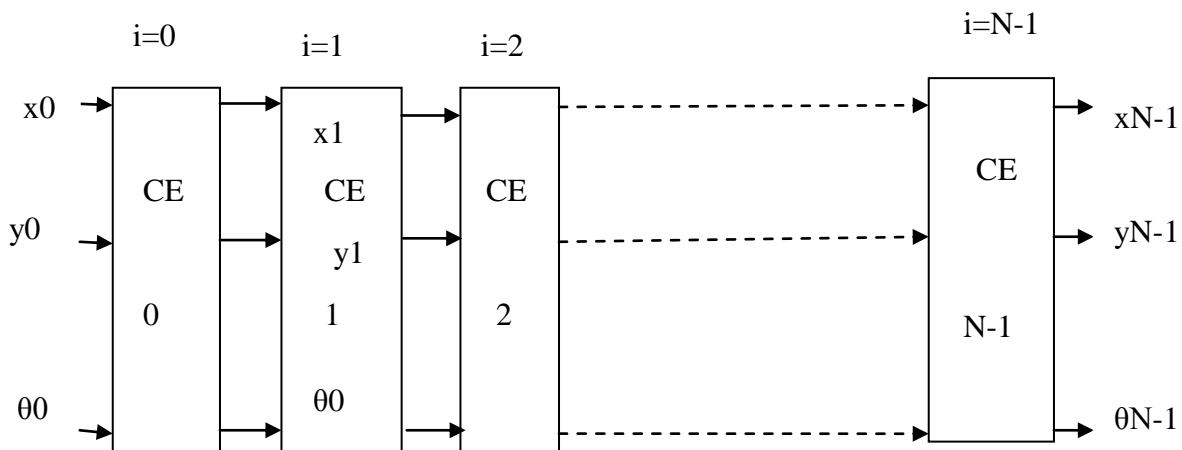 i=0 i=1 i=2 i=N-1
x0 x1 xN-1
CE CE CE CE
y0 y1 yN-1
0 1 2 N-1
θ0 θ0 θN-1